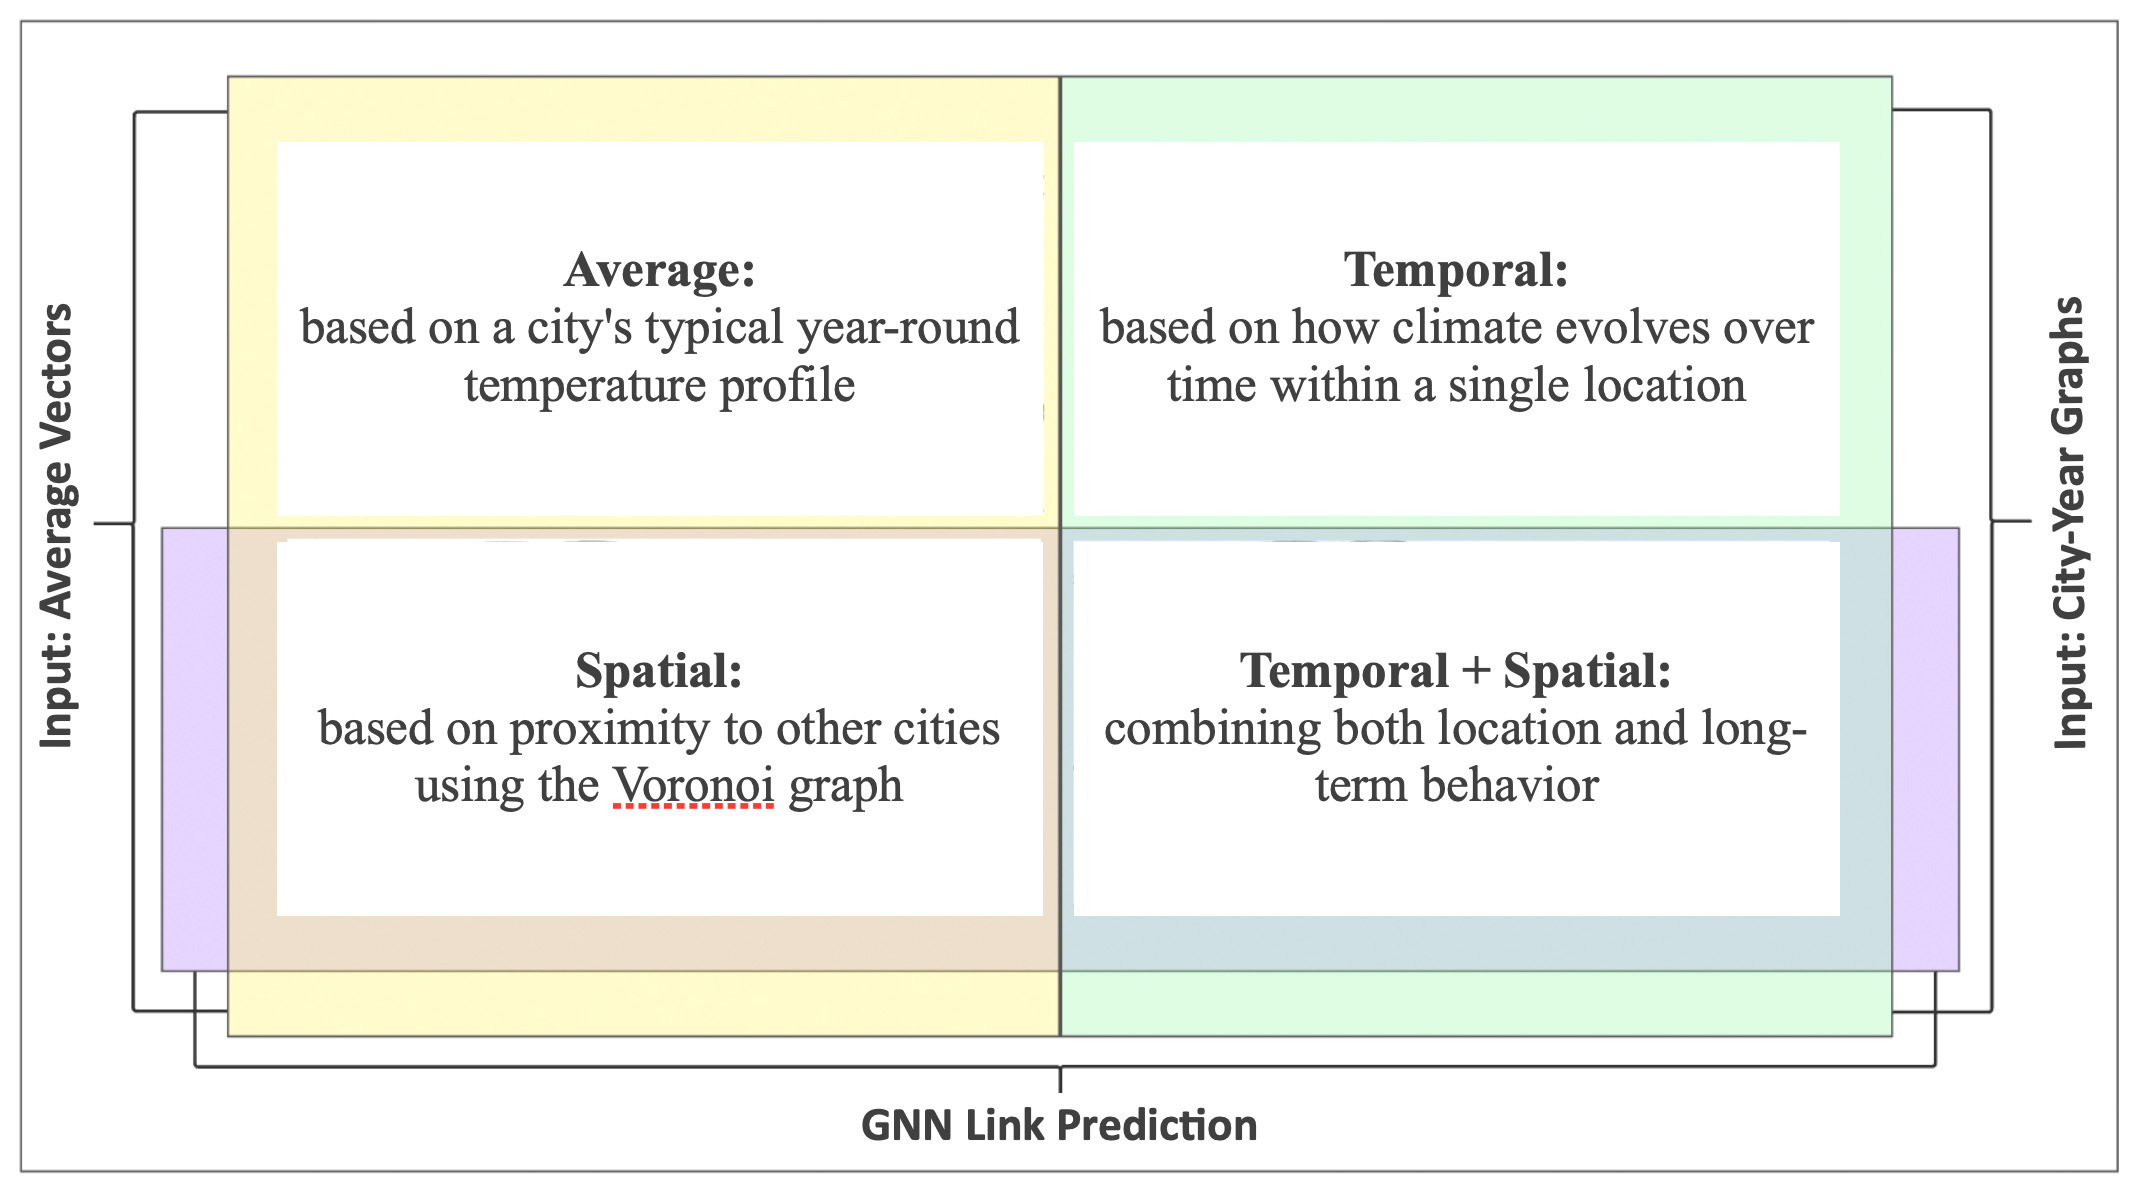 Input: Average Vectors
Average:
based on a city's typical year-round
temperature profile
Temporal:
based on how climate evolves over
time within a single location
Spatial:
based on proximity to other cities
using the Voronoi graph
Temporal + Spatial:
combining both location and long-
term behavior
Input: City-Year Graphs
GNN Link Prediction